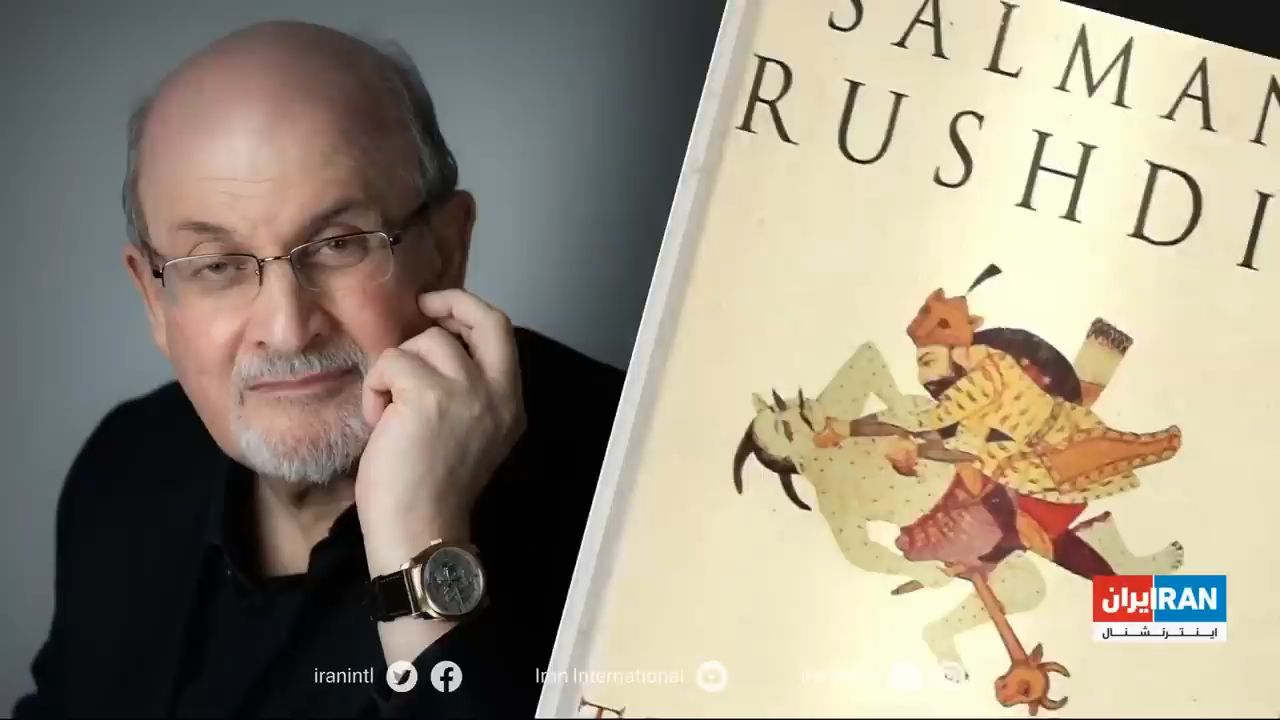 SALMAN
RUSHDI
ایران IRAN
اینترنشنال
iranintl
Iran International